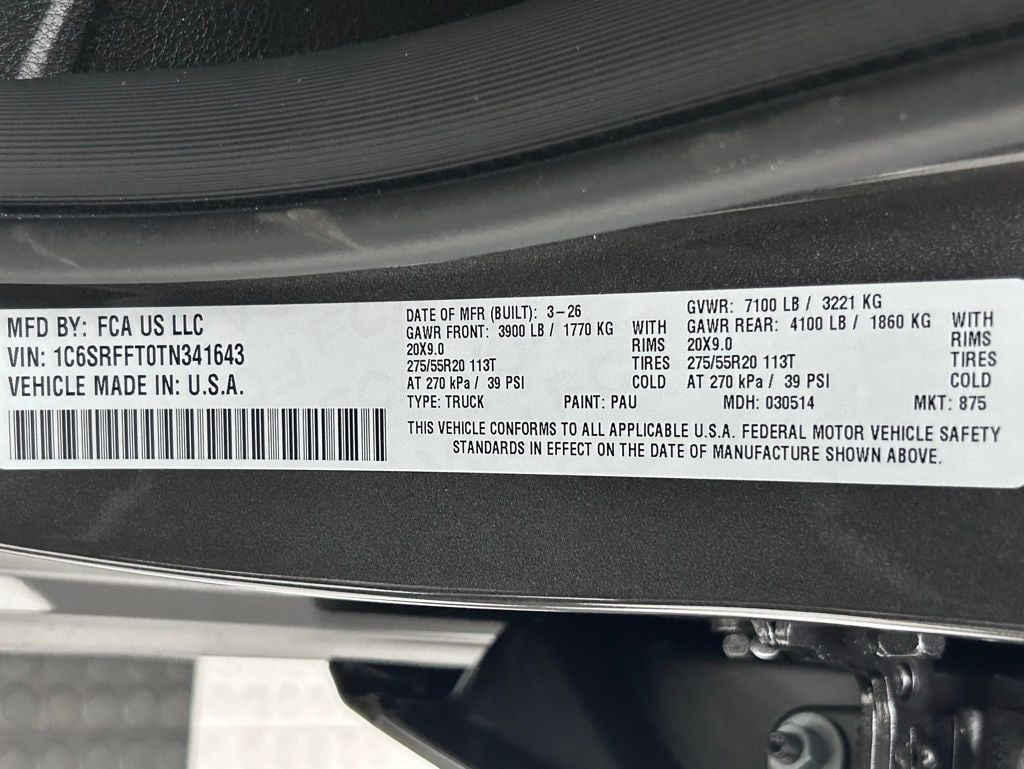 MFD BY: FCA US LLC
VIN: 1C6SRFFT0TN341643
VEHICLE MADE IN: U.S.A.
DATE OF MFR (BUILT): 3-26
GAWR FRONT: 3900 LB / 1770 KG WITH
20X9.0 RIMS
275/55R20 113T TIRES
AT 270 kPa / 39 PSI COLD
GVWR: 7100 LB / 3221 KG
GAWR REAR: 4100 LB / 1860 KG WITH
20X9.0 RIMS
275/55R20 113T TIRES
AT 270 kPa / 39 PSI COLD
TYPE: TRUCK PAINT: PAU MDH: 030514 MKT: 875
THIS VEHICLE CONFORMS TO ALL APPLICABLE U.S.A. FEDERAL MOTOR VEHICLE SAFETY
STANDARDS IN EFFECT ON THE DATE OF MANUFACTURE SHOWN ABOVE.